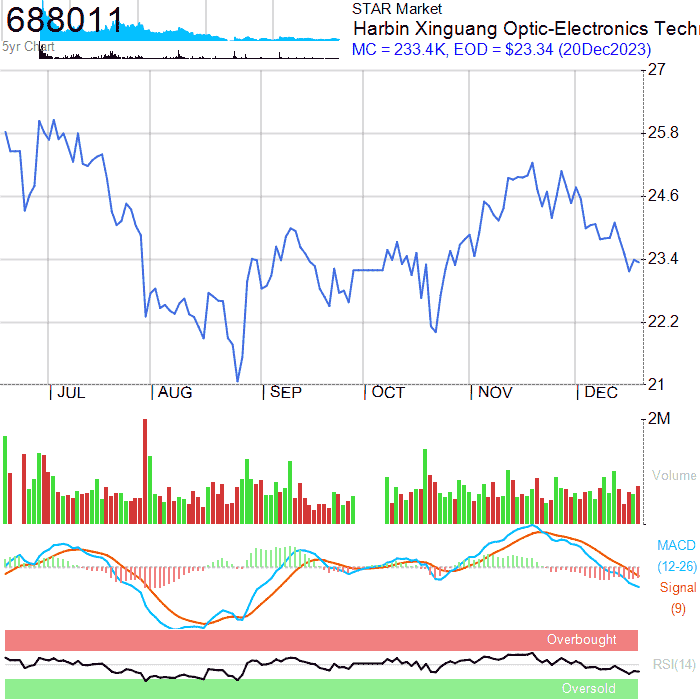 688011
STAR Market
Harbin Xinguang Optic-Electronics Techn
5yr Chart
MC = 233.4K, EOD = $23.34 (20Dec2023)
27
25.8
24.6
23.4
22.2
21
JUL
AUG
SEP
OCT
NOV
DEC
2M
Volume
MACD
(12-26)
Signal
(9)
Overbought
RSI(14)
Oversold